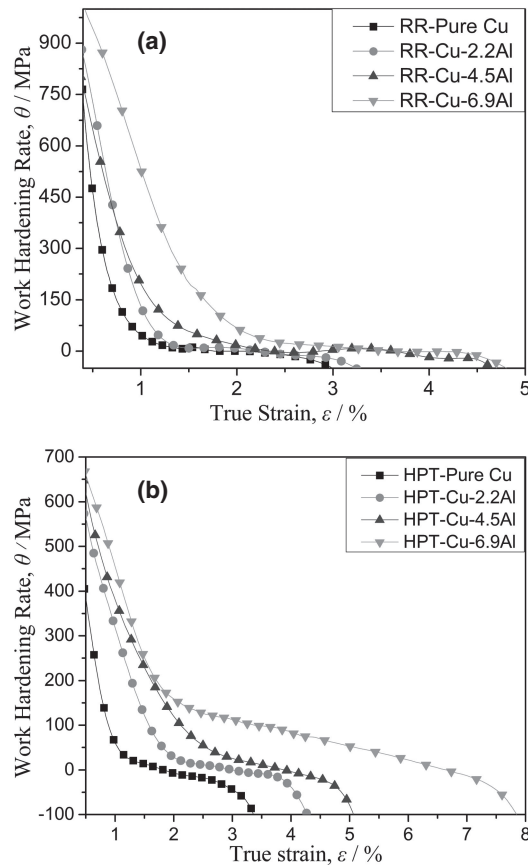 (a)
RR-Pure Cu
RR-Cu-2.2Al
RR-Cu-4.5Al
RR-Cu-6.9Al
Work Hardening Rate, θ / MPa
900
750
600
450
300
150
0
1
2
3
4
5
True Strain, ε / %
(b)
HPT-Pure Cu
HPT-Cu-2.2Al
HPT-Cu-4.5Al
HPT-Cu-6.9Al
Work Hardening Rate, θ / MPa
700
600
500
400
300
200
100
0
-100
1
2
3
4
5
6
7
8
True strain, ε / %